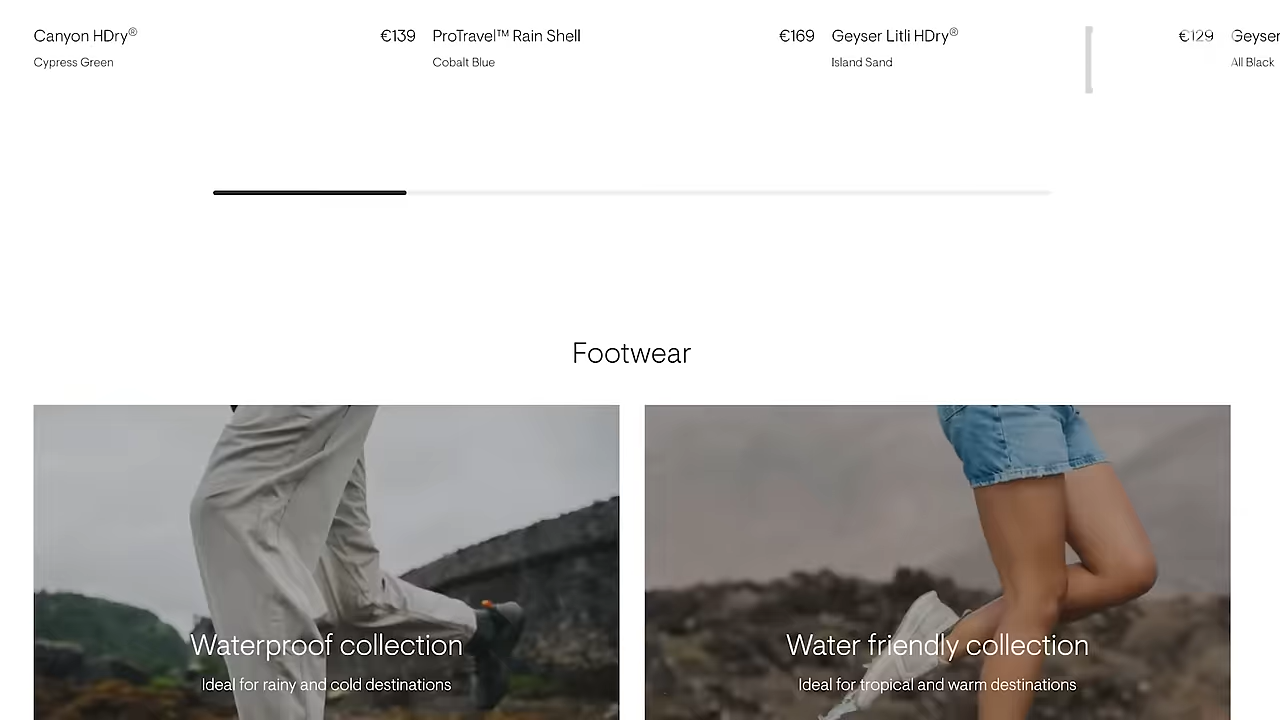 Canyon HDry® €139 ProTravel™ Rain Shell €169 Geyser Litli HDry® €129 Geyser
Cypress Green Cobalt Blue Island Sand All Black
Footwear
Waterproof collection
Ideal for rainy and cold destinations
Water friendly collection
Ideal for tropical and warm destinations